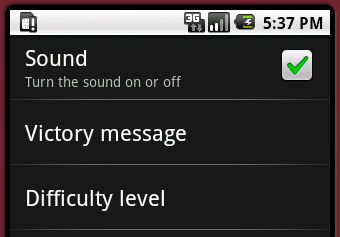 3G
5:37 PM
Sound
Turn the sound on or off
Victory message
Difficulty level